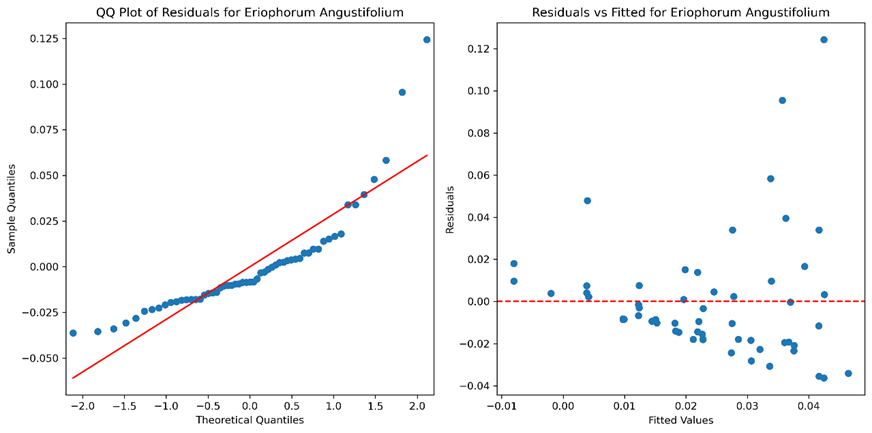 QQ Plot of Residuals for Eriophorum Angustifolium
0.125
0.100
0.075
0.050
0.025
0.000
−0.025
−0.050
Sample Quantiles
−2.0 −1.5 −1.0 −0.5 0.0 0.5 1.0 1.5 2.0
Theoretical Quantiles
Residuals vs Fitted for Eriophorum Angustifolium
0.12
0.10
0.08
0.06
0.04
0.02
0.00
−0.02
−0.04
Residuals
−0.01 0.00 0.01 0.02 0.03 0.04
Fitted Values